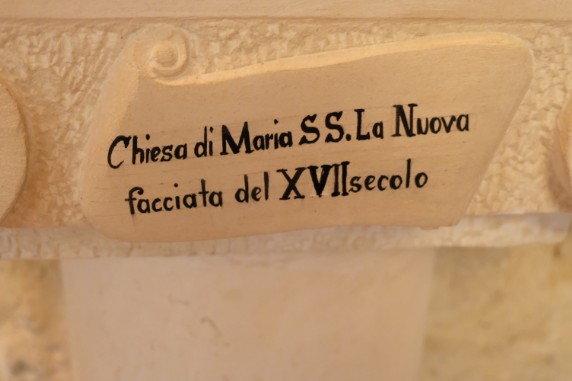 Chiesa di Maria SS. La Nuova
facciata del XVII secolo